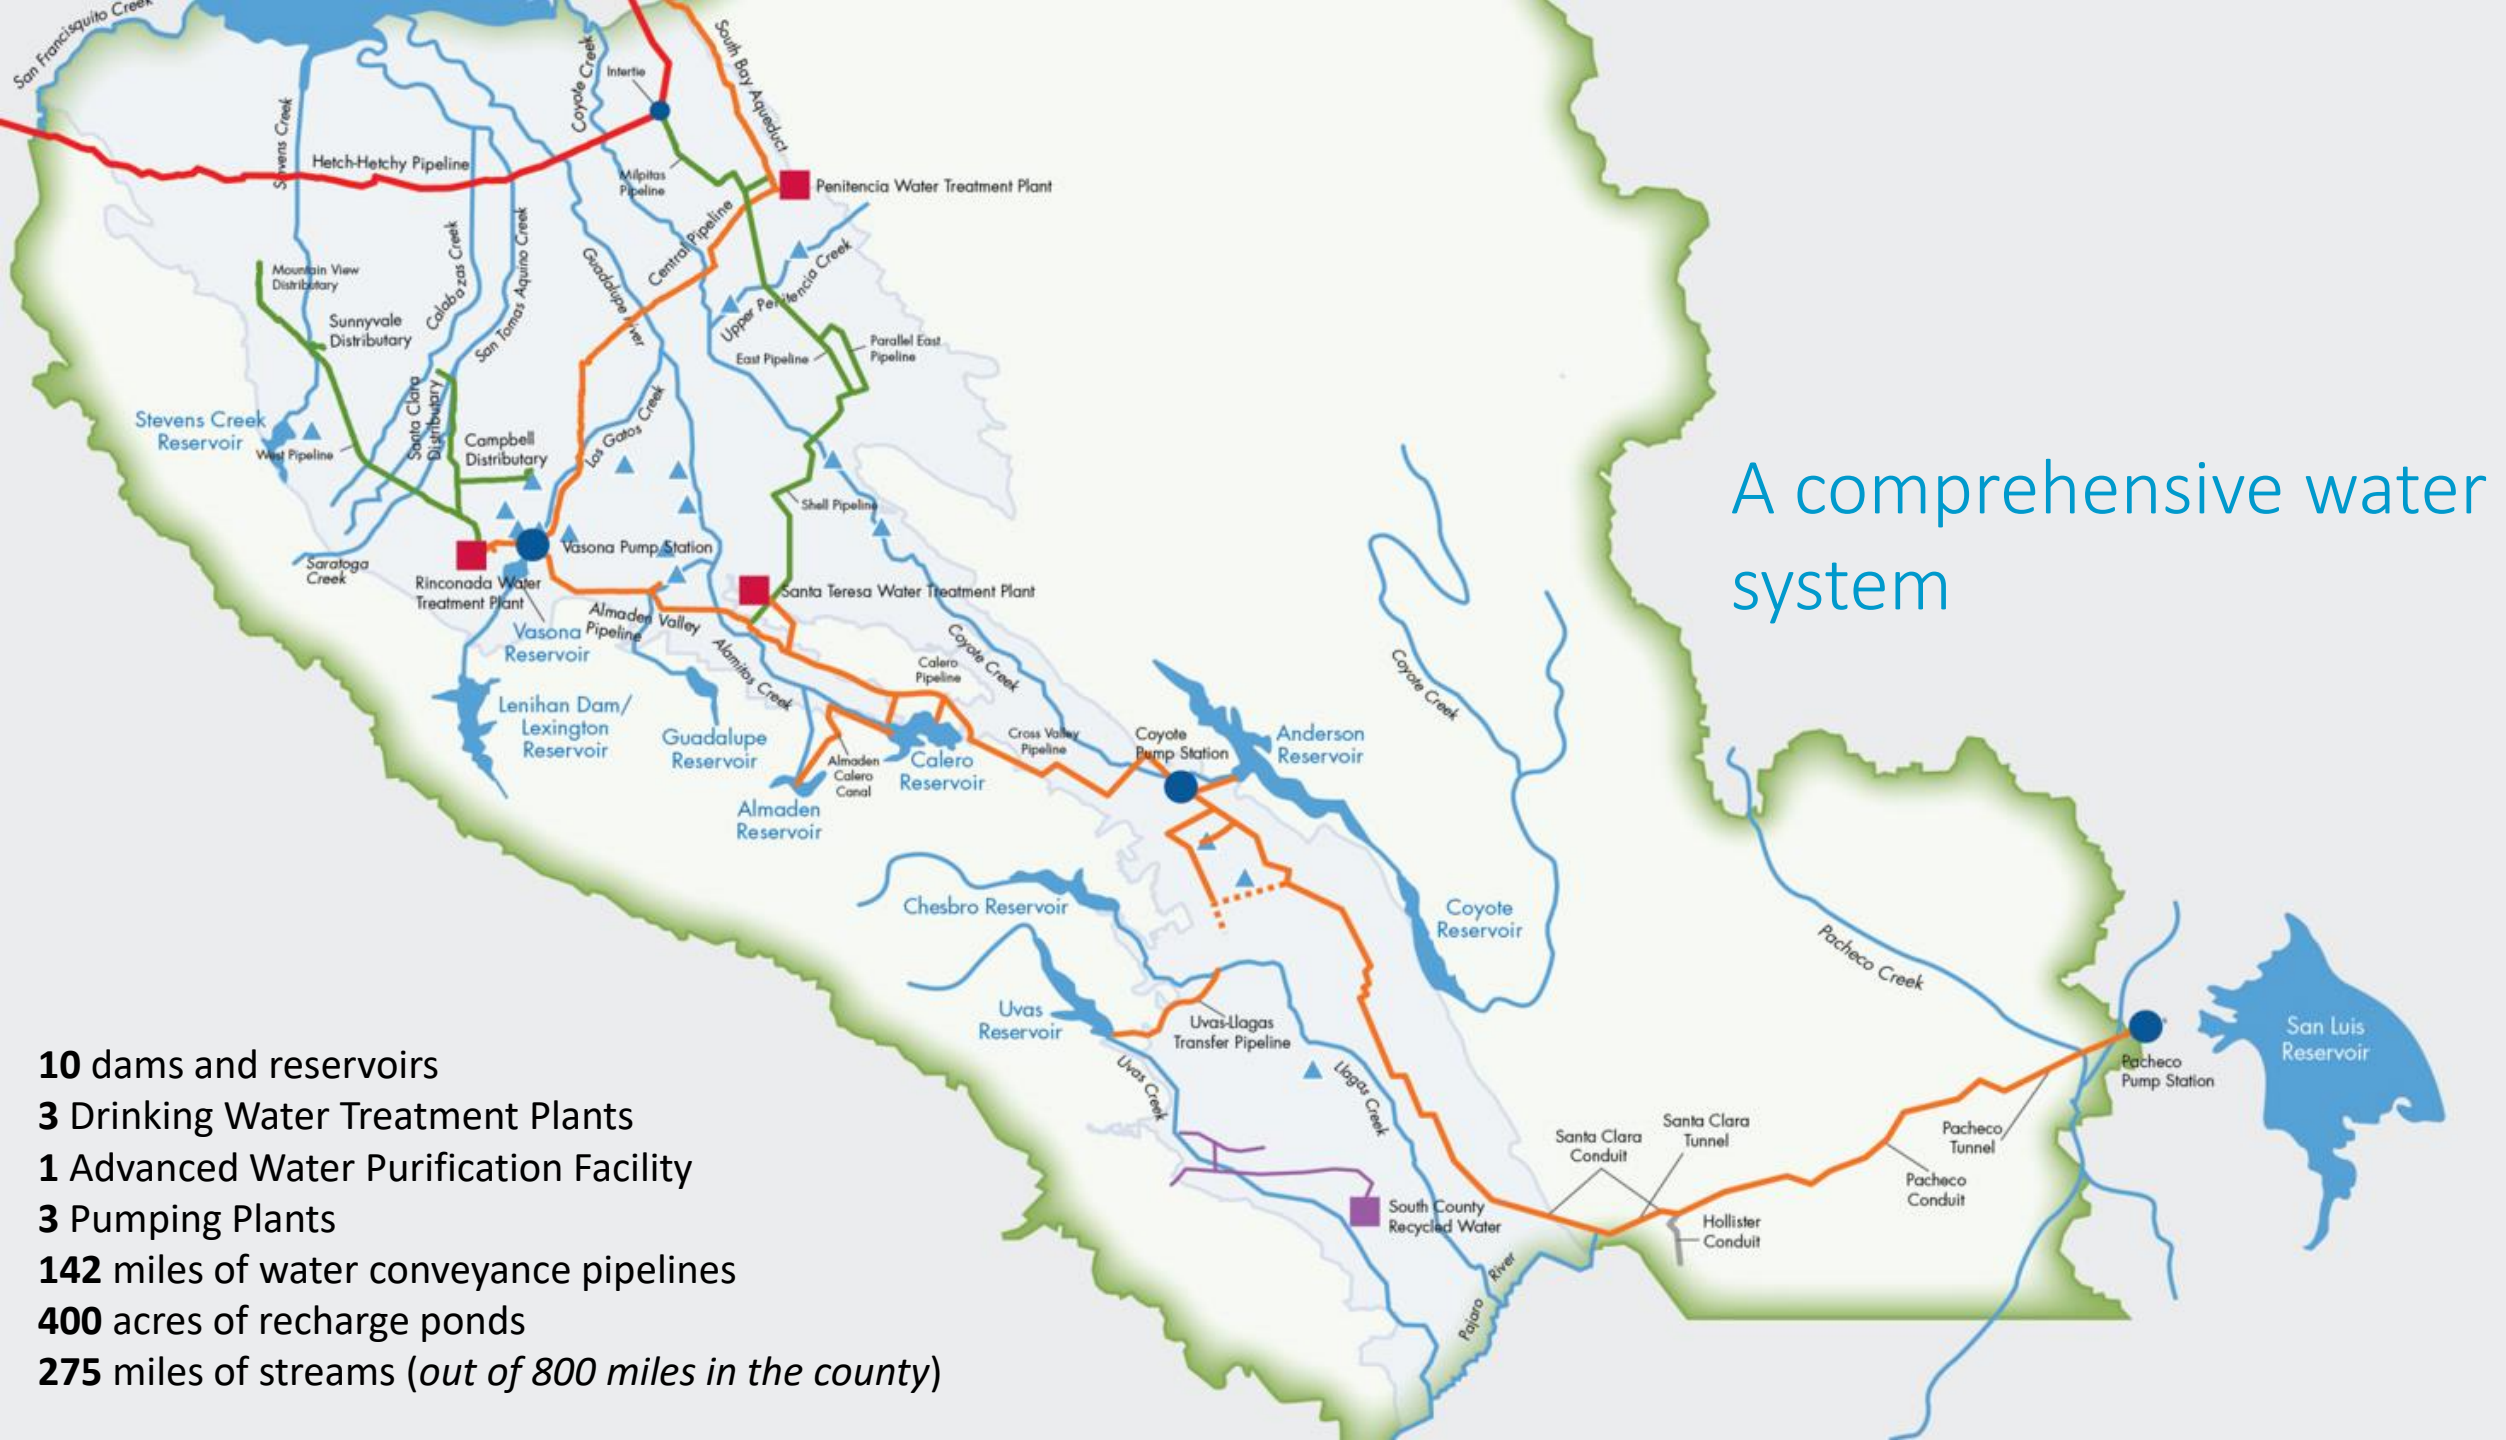 San Francisquito Creek
Stevens Creek
Coyote Creek
Intertie
South Bay Aqueduct
Hetch-Hetchy Pipeline
Milpitas
Pipeline
Penitencia Water Treatment Plant
Central Pipeline
Guadalupe River
Calabazas Creek
San Tomas Aquino Creek
Upper Penitencia Creek
Mountain View
Distributary
Sunnyvale
Distributary
East Pipeline
Parallel East
Pipeline
Santa Clara
Distributary
Los Gatos Creek
Stevens Creek
Reservoir
West Pipeline
Campbell
Distributary
Shell Pipeline
A comprehensive water
system
Saratoga
Creek
Vasona Pump Station
Rinconada Water
Treatment Plant
Santa Teresa Water Treatment Plant
Vasona
Reservoir
Almaden Valley
Pipeline
Alamitos Creek
Coyote Creek
Calero
Pipeline
Coyote Creek
Lenihan Dam/
Lexington
Reservoir
Guadalupe
Reservoir
Almaden
Calero
Canal
Calero
Reservoir
Cross Valley
Pipeline
Coyote
Pump Station
Anderson
Reservoir
Almaden
Reservoir
Chesbro Reservoir
Coyote
Reservoir
Pacheco Creek
Uvas
Reservoir
Uvas-Llagas
Transfer Pipeline
San Luis
Reservoir
Uvas Creek
Llagas Creek
Pacheco
Pump Station
Santa Clara
Conduit
Santa Clara
Tunnel
Pacheco
Tunnel
Pacheco
Conduit
South County
Recycled Water
Hollister
Conduit
Pajaro River
10 dams and reservoirs
3 Drinking Water Treatment Plants
1 Advanced Water Purification Facility
3 Pumping Plants
142 miles of water conveyance pipelines
400 acres of recharge ponds
275 miles of streams (out of 800 miles in the county)